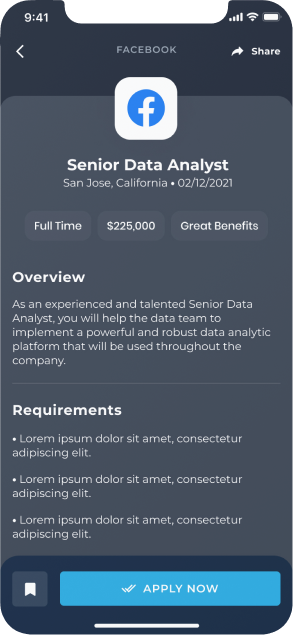 9:41
FACEBOOK
Share
Senior Data Analyst
San Jose, California • 02/12/2021
Full Time
$225,000
Great Benefits
Overview
As an experienced and talented Senior Data
Analyst, you will help the data team to
implement a powerful and robust data analytic
platform that will be used throughout the
company.
Requirements
• Lorem ipsum dolor sit amet, consectetur
adipiscing elit.
• Lorem ipsum dolor sit amet, consectetur
adipiscing elit.
• Lorem ipsum dolor sit amet, consectetur
adipiscing elit.
APPLY NOW